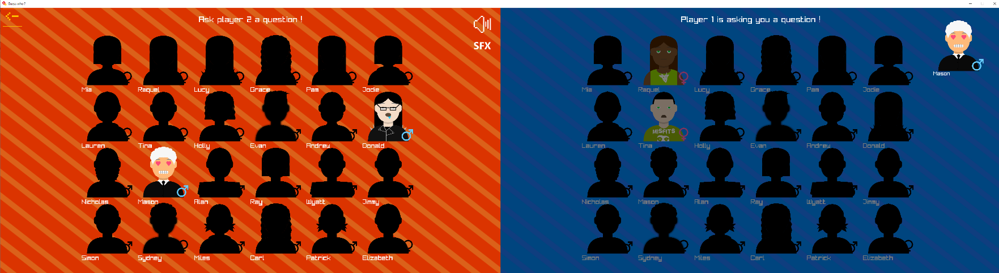 Guess who ?
Ask player 2 a question !
SFX
Mia Raquel Lucy Grace Pam Jodie
Lauren Tina Holly Evan Andrew Donald
Nicholas Mason Alan Ray Wyatt Jimmy
Simon Sydney Miles Carl Patrick Elizabeth
Player 1 is asking you a question !
Mason
Mia Raquel Lucy Grace Pam Jodie
Lauren Tina Holly Evan Andrew Donald
MISFITS
Nicholas Mason Alan Ray Wyatt Jimmy
Simon Sydney Miles Carl Patrick Elizabeth